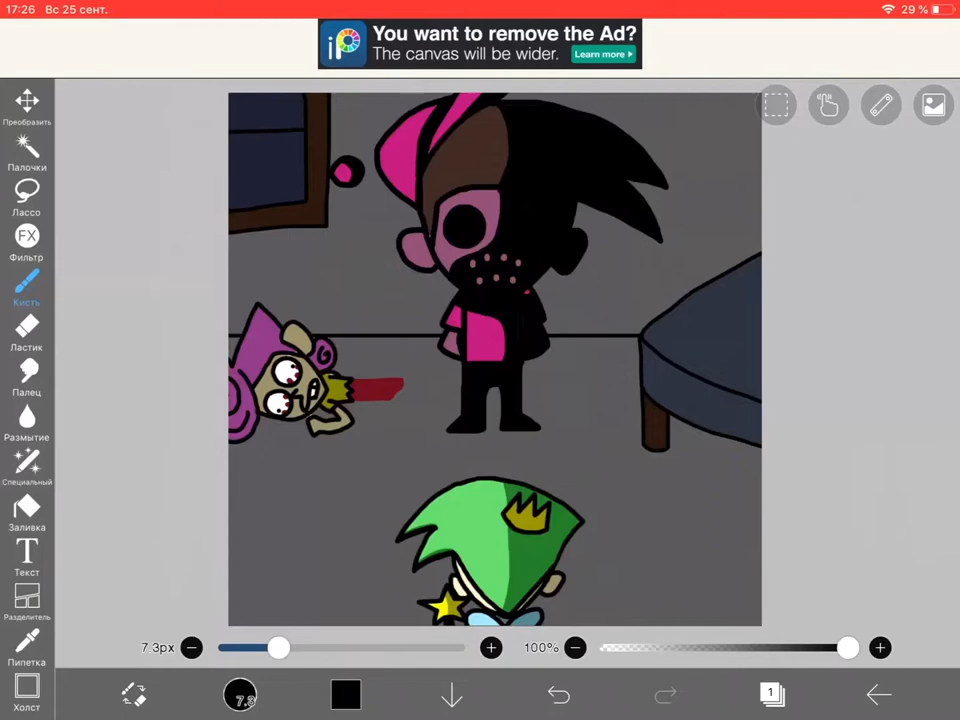 17:26 Вс 25 сент.
29 %
iP
You want to remove the Ad?
The canvas will be wider.
Learn more
Преобразить
Палочки
Лассо
FX
Фильтр
Кисть
Ластик
Палец
Размытие
Специальный
Заливка
T
Текст
Разделитель
Пипетка
Холст
7.3px
100%
7.3
1